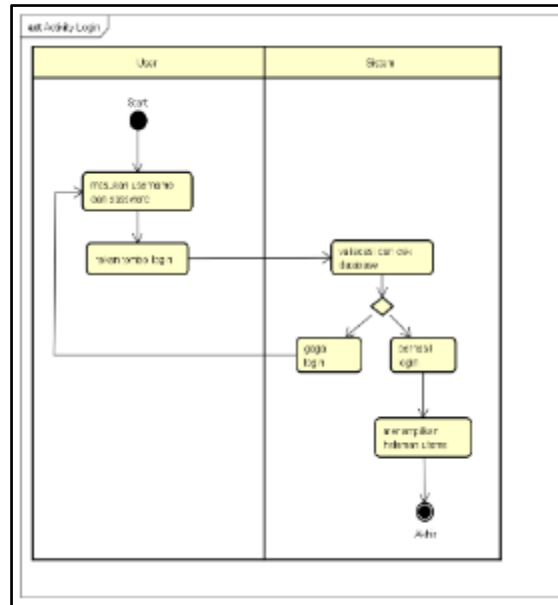 act Activity Login
User
Sistem
Start
masukan username
dan password
tekan tombol login
validasi dan cek
database
gagal
login
berhasil
login
menampilkan
halaman utama
Akhir